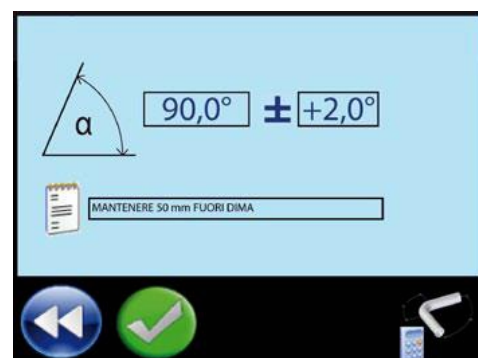 α 90,0° ± +2,0°
MANTENERE 50 mm FUORI DIMA